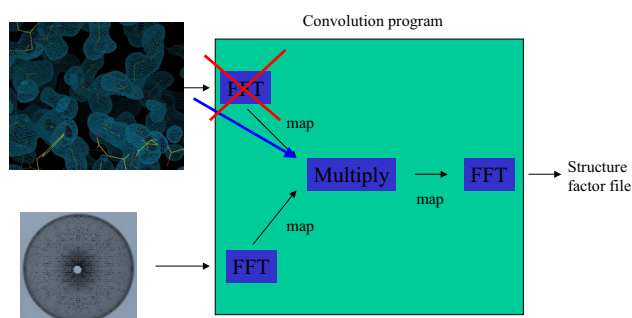 Convolution program
FFT
map
Multiply
FFT
Structure
factor file
map
map
FFT